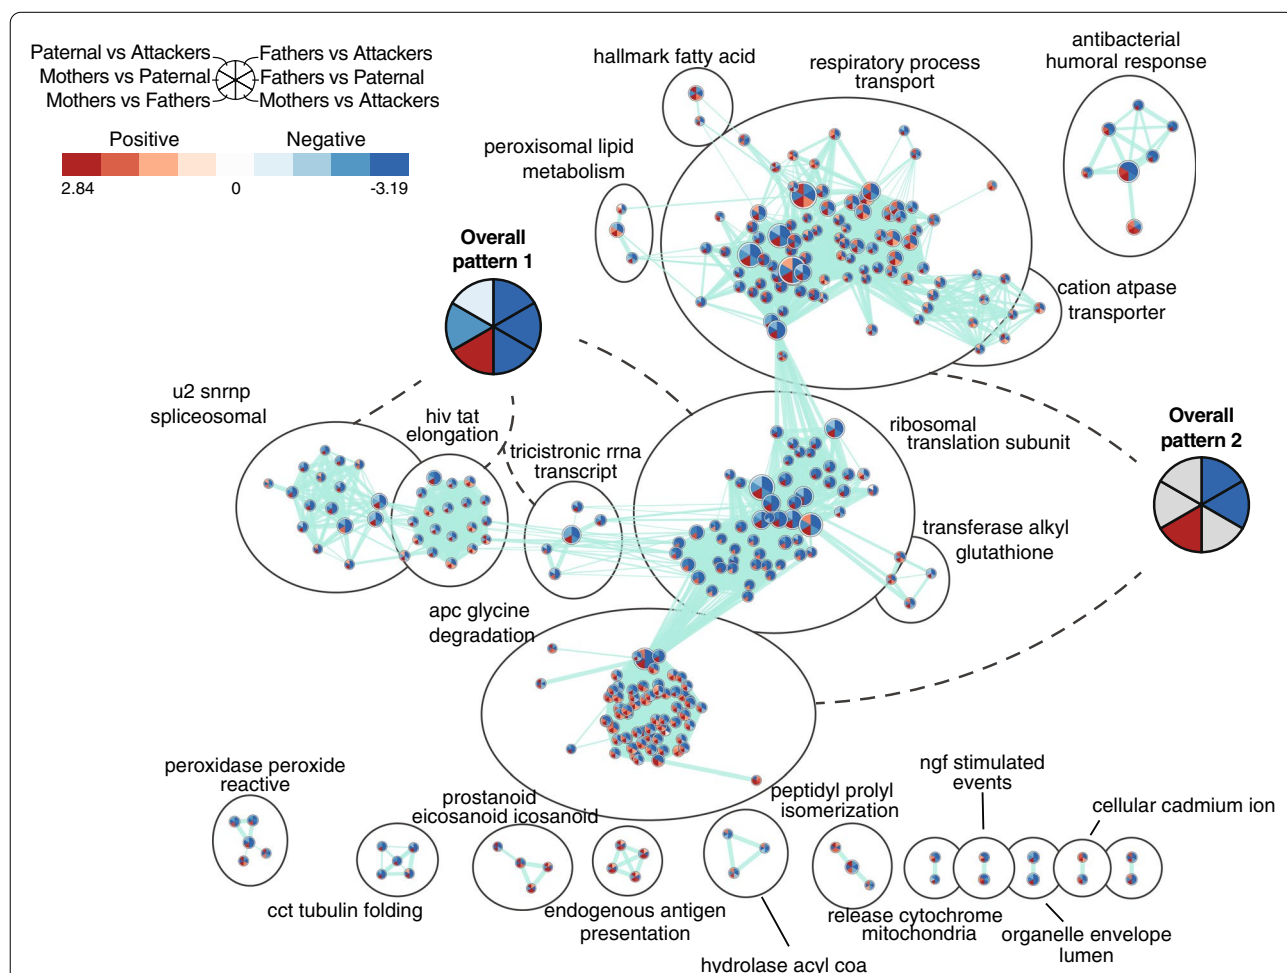 Paternal vs Attackers
Fathers vs Attackers
Mothers vs Paternal
Fathers vs Paternal
Mothers vs Fathers
Mothers vs Attackers
Positive
Negative
2.84
0
-3.19
hallmark fatty acid
respiratory process
transport
antibacterial
humoral response
peroxisomal lipid
metabolism
Overall
pattern 1
cation atpase
transporter
u2 snrnp
spliceosomal
hiv tat
elongation
tricistronic rrna
transcript
ribosomal
translation subunit
Overall
pattern 2
transferase alkyl
glutathione
apc glycine
degradation
peroxidase peroxide
reactive
prostanoid
eicosanoid icosanoid
peptidyl prolyl
isomerization
ngf stimulated
events
cellular cadmium ion
cct tubulin folding
endogenous antigen
presentation
hydrolase acyl coa
release cytochrome
mitochondria
organelle envelope
lumen